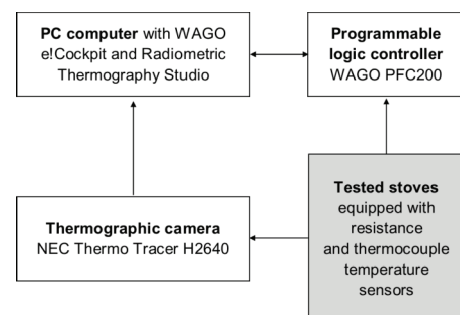 PC computer with WAGO
e!Cockpit and Radiometric
Thermography Studio
Programmable
logic controller
WAGO PFC200
Thermographic camera
NEC Thermo Tracer H2640
Tested stoves
equipped with
resistance
and thermocouple
temperature
sensors